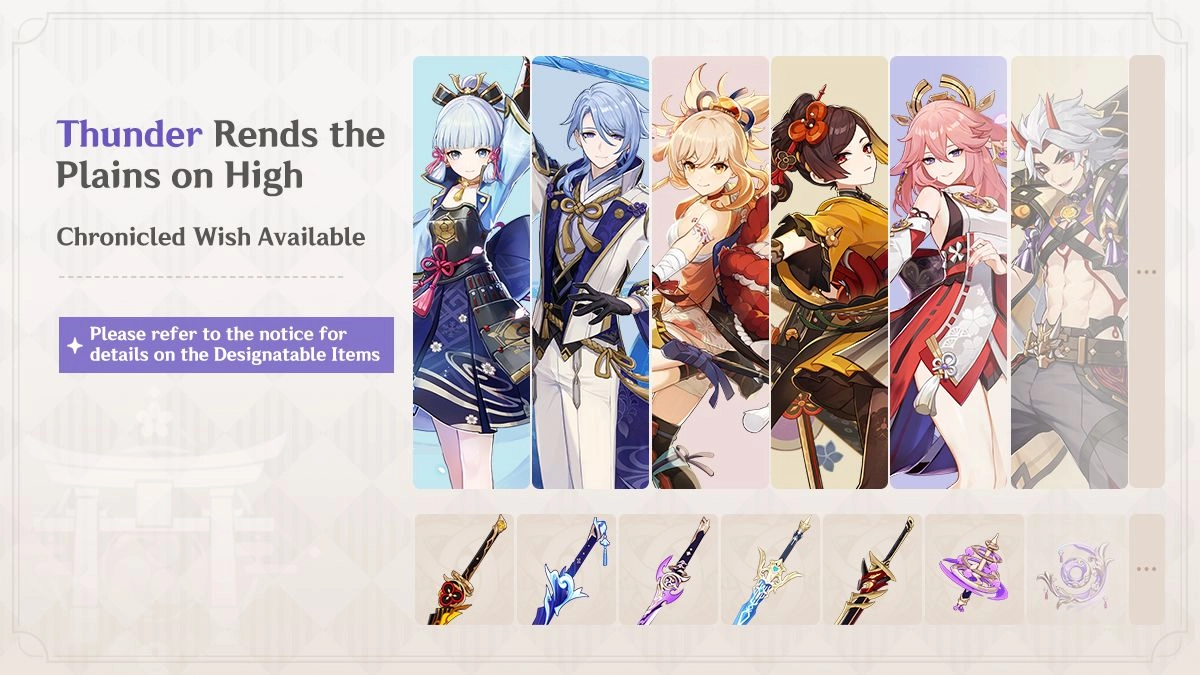 Thunder Rends the
Plains on High
Chronicled Wish Available
Please refer to the notice for
details on the Designatable Items
...
...